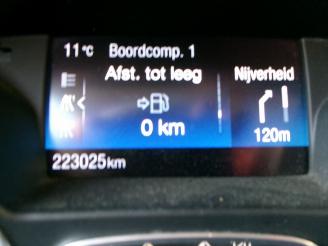 11°C Boordcomp. 1
Afst. tot leeg
Nijverheid
0 km
120m
223025km